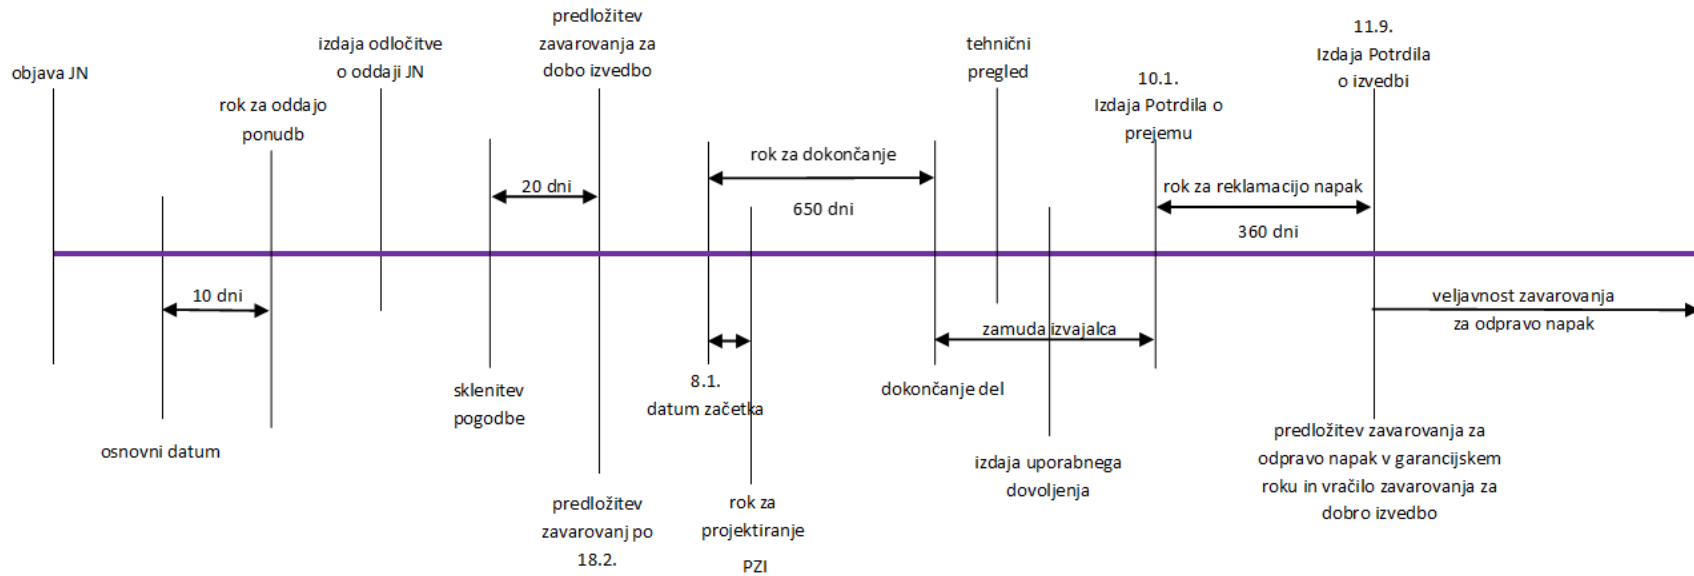 objava JN
osnovni datum
10 dni
rok za oddajo
ponudb
izdaja odločitve
o oddaji JN
sklenitev
pogodbe
20 dni
predložitev
zavarovanja za
dobo izvedbo
predložitev
zavarovanj po
18.2.
8.1.
datum začetka
rok za
projektiranje
PZI
rok za dokončanje
650 dni
dokončanje del
tehnični
pregled
zamuda izvajalca
izdaja uporabnega
dovoljenja
10.1.
Izdaja Potrdila o
prejemu
rok za reklamacijo napak
360 dni
11.9.
Izdaja Potrdila
o izvedbi
predložitev zavarovanja za
odpravo napak v garancijskem
roku in vračilo zavarovanja za
dobro izvedbo
veljavnost zavarovanja
za odpravo napak